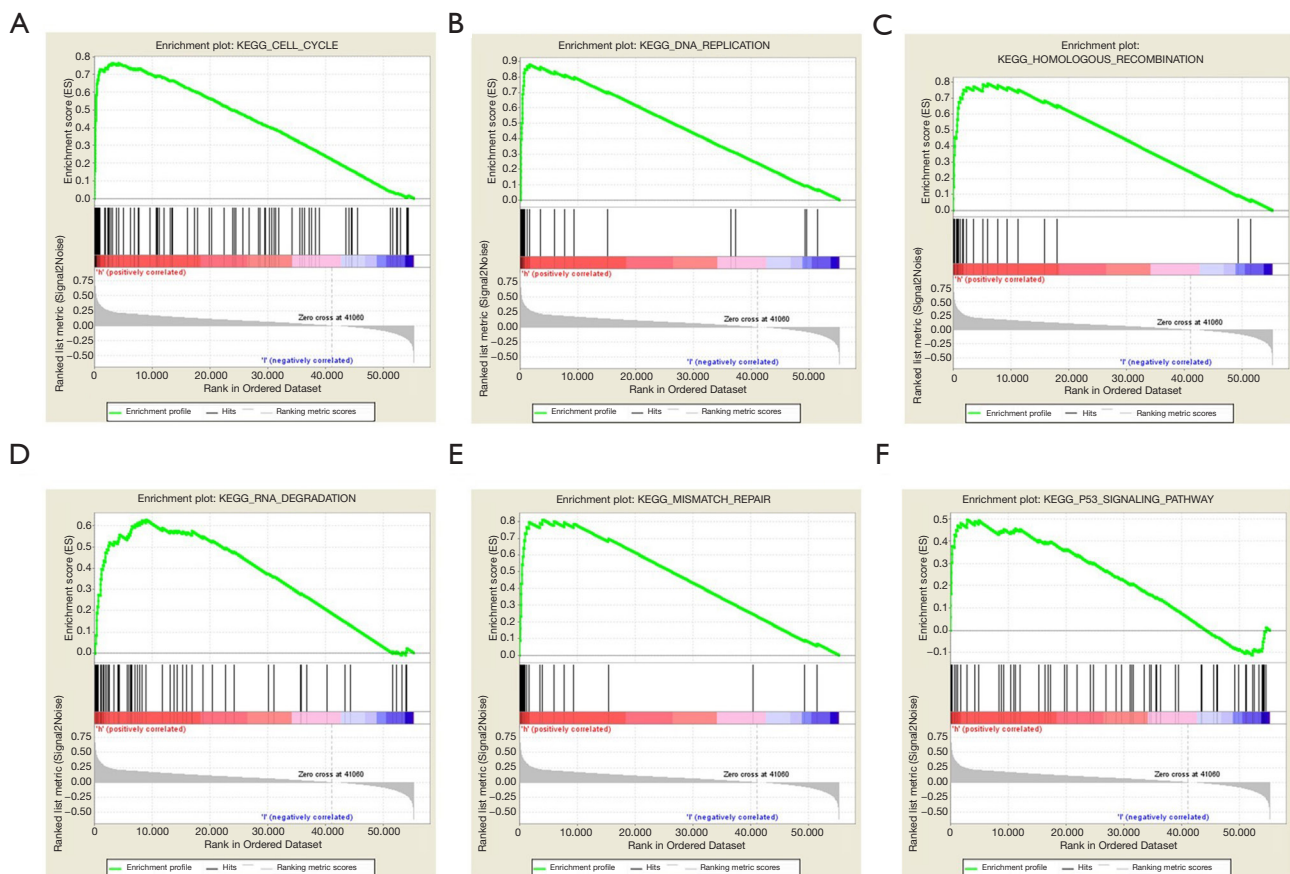 A
Enrichment plot: KEGG_CELL_CYCLE
Enrichment score (ES)
0.8
0.7
0.6
0.5
0.4
0.3
0.2
0.1
0.0
'h' (positively correlated)
Ranked list metric (Signal2Noise)
0.75
0.50
0.25
0.00
−0.25
−0.50
Zero cross at 41060
'l' (negatively correlated)
0 10.000 20.000 30.000 40.000 50.000
Rank in Ordered Dataset
Enrichment profile Hits Ranking metric scores
B
Enrichment plot: KEGG_DNA_REPLICATION
Enrichment score (ES)
0.9
0.8
0.7
0.6
0.5
0.4
0.3
0.2
0.1
0.0
'h' (positively correlated)
Ranked list metric (Signal2Noise)
0.75
0.50
0.25
0.00
−0.25
−0.50
Zero cross at 41060
'l' (negatively correlated)
0 10.000 20.000 30.000 40.000 50.000
Rank in Ordered Dataset
Enrichment profile Hits Ranking metric scores
C
Enrichment plot:
KEGG_HOMOLOGOUS_RECOMBINATION
Enrichment score (ES)
0.8
0.7
0.6
0.5
0.4
0.3
0.2
0.1
0.0
'h' (positively correlated)
Ranked list metric (Signal2Noise)
0.75
0.50
0.25
0.00
−0.25
−0.50
Zero cross at 41060
'l' (negatively correlated)
0 10.000 20.000 30.000 40.000 50.000
Rank in Ordered Dataset
Enrichment profile Hits Ranking metric scores
D
Enrichment plot: KEGG_RNA_DEGRADATION
Enrichment score (ES)
0.6
0.5
0.4
0.3
0.2
0.1
0.0
'h' (positively correlated)
Ranked list metric (Signal2Noise)
0.75
0.50
0.25
0.00
−0.25
−0.50
Zero cross at 41060
'l' (negatively correlated)
0 10.000 20.000 30.000 40.000 50.000
Rank in Ordered Dataset
Enrichment profile Hits Ranking metric scores
E
Enrichment plot: KEGG_MISMATCH_REPAIR
Enrichment score (ES)
0.8
0.7
0.6
0.5
0.4
0.3
0.2
0.1
0.0
'h' (positively correlated)
Ranked list metric (Signal2Noise)
0.75
0.50
0.25
0.00
−0.25
−0.50
Zero cross at 41060
'l' (negatively correlated)
0 10.000 20.000 30.000 40.000 50.000
Rank in Ordered Dataset
Enrichment profile Hits Ranking metric scores
F
Enrichment plot: KEGG_P53_SIGNALING_PATHWAY
Enrichment score (ES)
0.5
0.4
0.3
0.2
0.1
0.0
−0.1
'h' (positively correlated)
Ranked list metric (Signal2Noise)
0.75
0.50
0.25
0.00
−0.25
−0.50
Zero cross at 41060
'l' (negatively correlated)
0 10.000 20.000 30.000 40.000 50.000
Rank in Ordered Dataset
Enrichment profile Hits Ranking metric scores